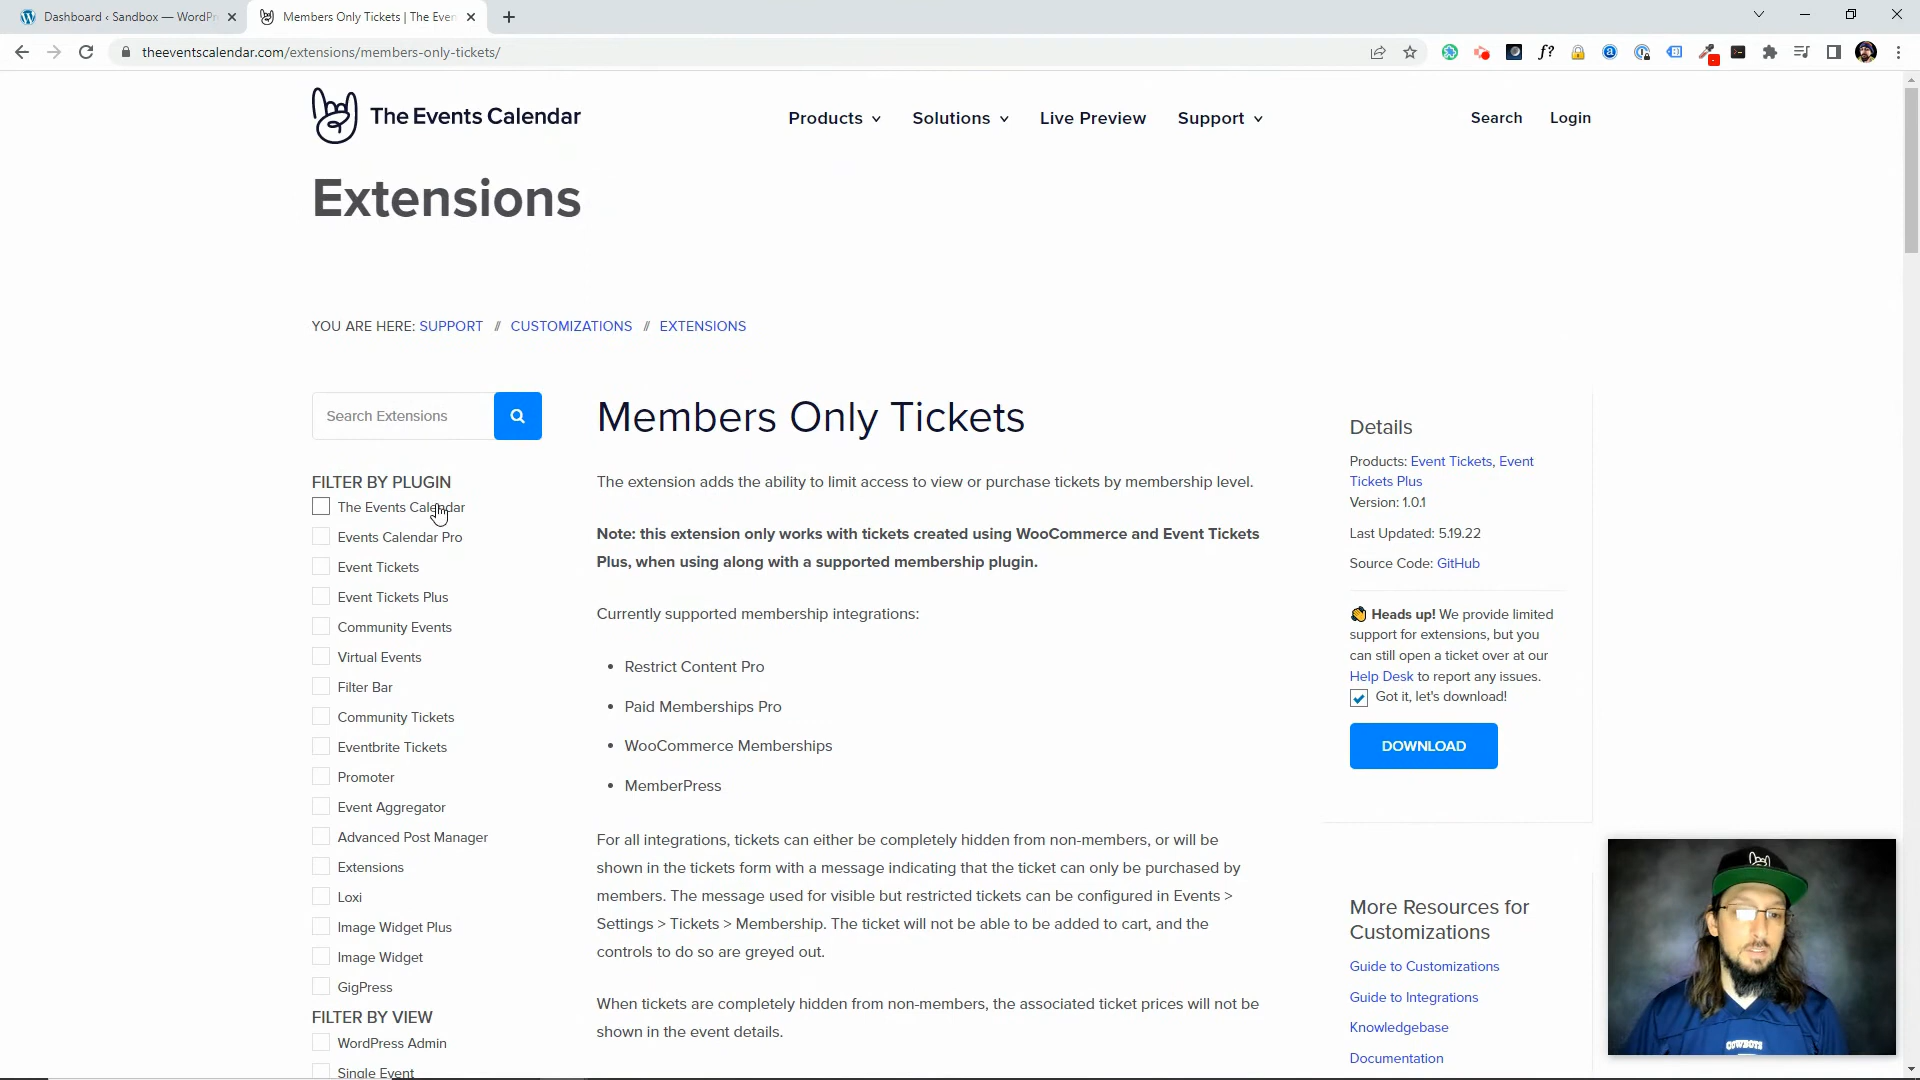 Dashboard ‹ Sandbox — WordPr
Members Only Tickets | The Even
theeventscalendar.com/extensions/members-only-tickets/
The Events Calendar
Products
Solutions
Live Preview
Support
Search
Login
Extensions
YOU ARE HERE: SUPPORT // CUSTOMIZATIONS // EXTENSIONS
Search Extensions
FILTER BY PLUGIN
The Events Calendar
Events Calendar Pro
Event Tickets
Event Tickets Plus
Community Events
Virtual Events
Filter Bar
Community Tickets
Eventbrite Tickets
Promoter
Event Aggregator
Advanced Post Manager
Extensions
Loxi
Image Widget Plus
Image Widget
GigPress
FILTER BY VIEW
WordPress Admin
Single Event
Members Only Tickets
The extension adds the ability to limit access to view or purchase tickets by membership level.
Note: this extension only works with tickets created using WooCommerce and Event Tickets
Plus, when using along with a supported membership plugin.
Currently supported membership integrations:
• Restrict Content Pro
• Paid Memberships Pro
• WooCommerce Memberships
• MemberPress
For all integrations, tickets can either be completely hidden from non-members, or will be
shown in the tickets form with a message indicating that the ticket can only be purchased by
members. The message used for visible but restricted tickets can be configured in Events >
Settings > Tickets > Membership. The ticket will not be able to be added to cart, and the
controls to do so are greyed out.
When tickets are completely hidden from non-members, the associated ticket prices will not be
shown in the event details.
Details
Products: Event Tickets, Event
Tickets Plus
Version: 1.0.1
Last Updated: 5.19.22
Source Code: GitHub
Heads up! We provide limited
support for extensions, but you
can still open a ticket over at our
Help Desk to report any issues.
Got it, let's download!
DOWNLOAD
More Resources for
Customizations
Guide to Customizations
Guide to Integrations
Knowledgebase
Documentation
COWBOYS